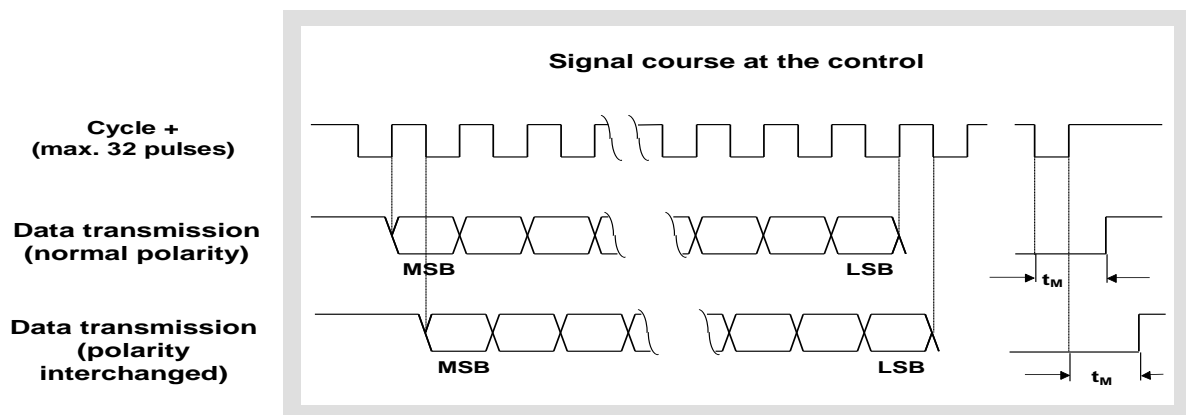 Signal course at the control
Cycle +
(max. 32 pulses)
Data transmission
(normal polarity)
MSB
LSB
tM
Data transmission
(polarity
interchanged)
MSB
LSB
tM